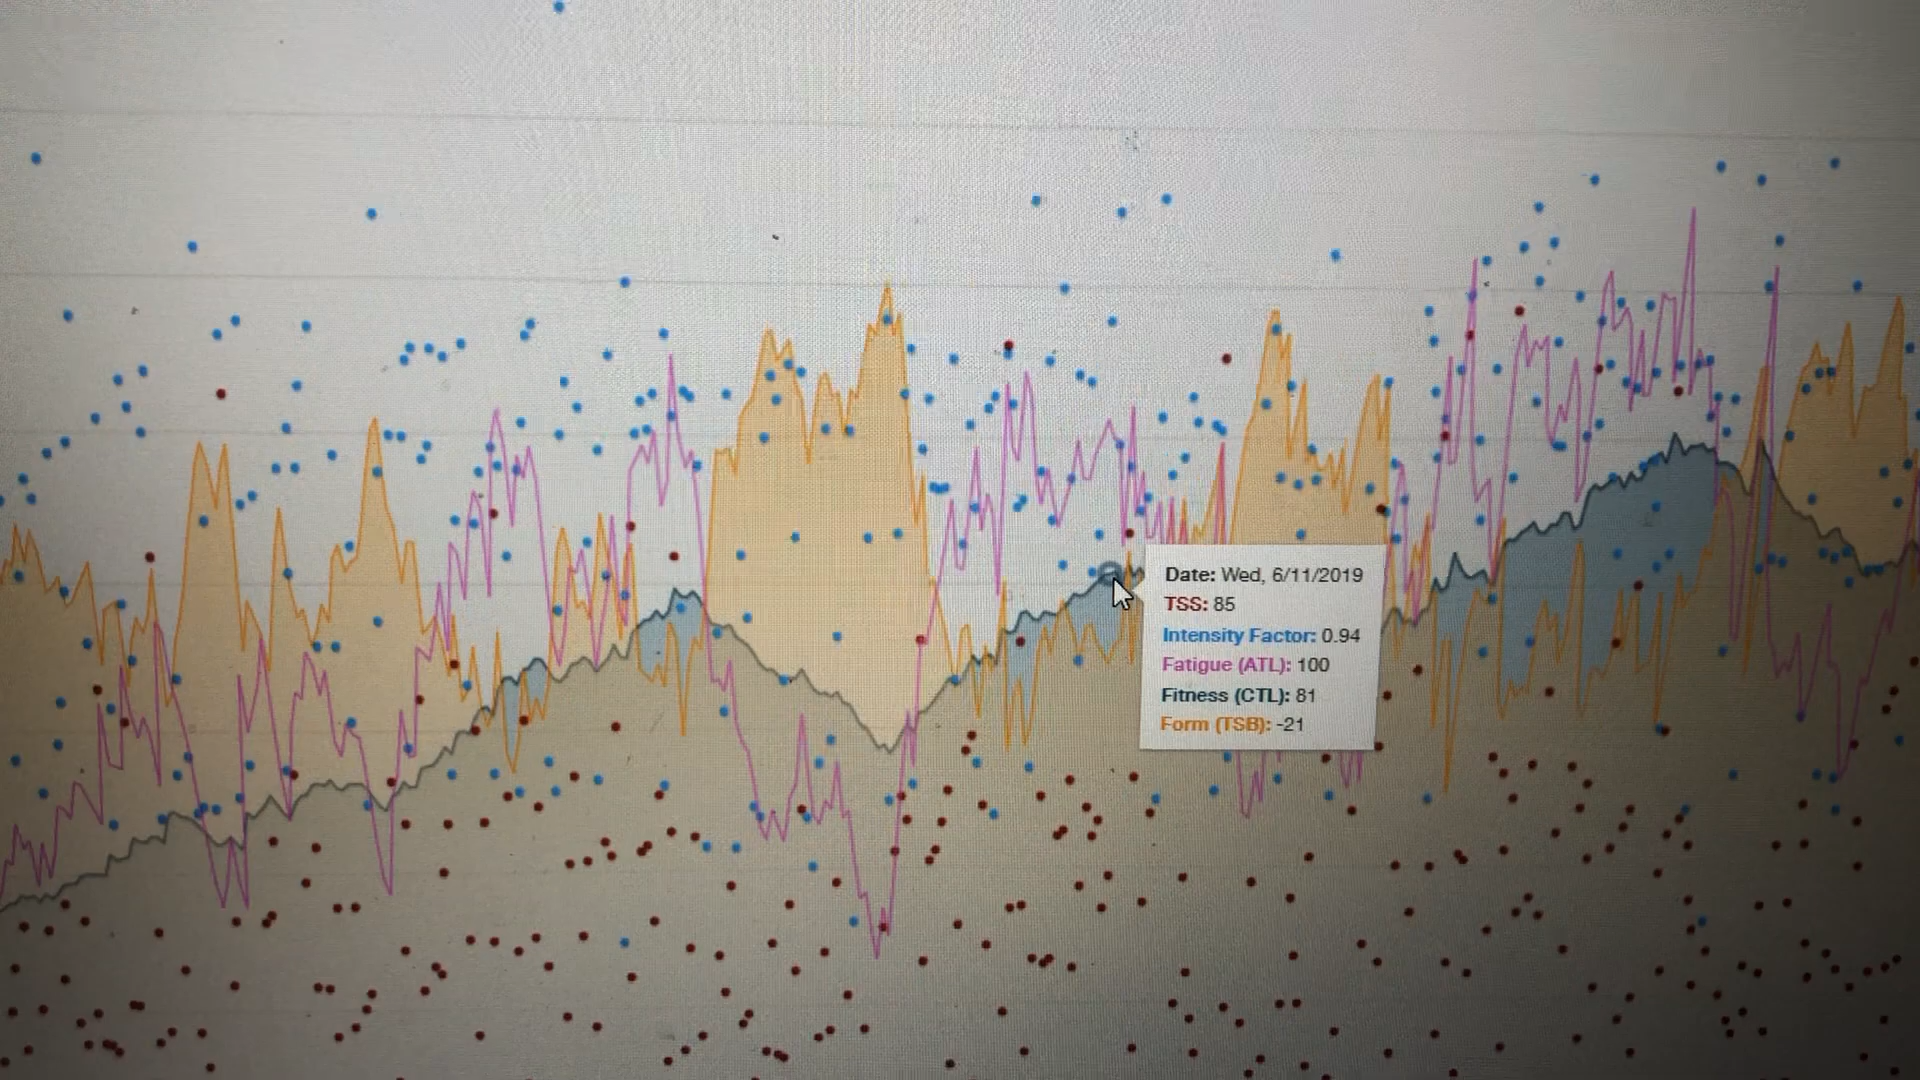 Date: Wed, 6/11/2019
TSS: 85
Intensity Factor: 0.94
Fatigue (ATL): 100
Fitness (CTL): 81
Form (TSB): -21